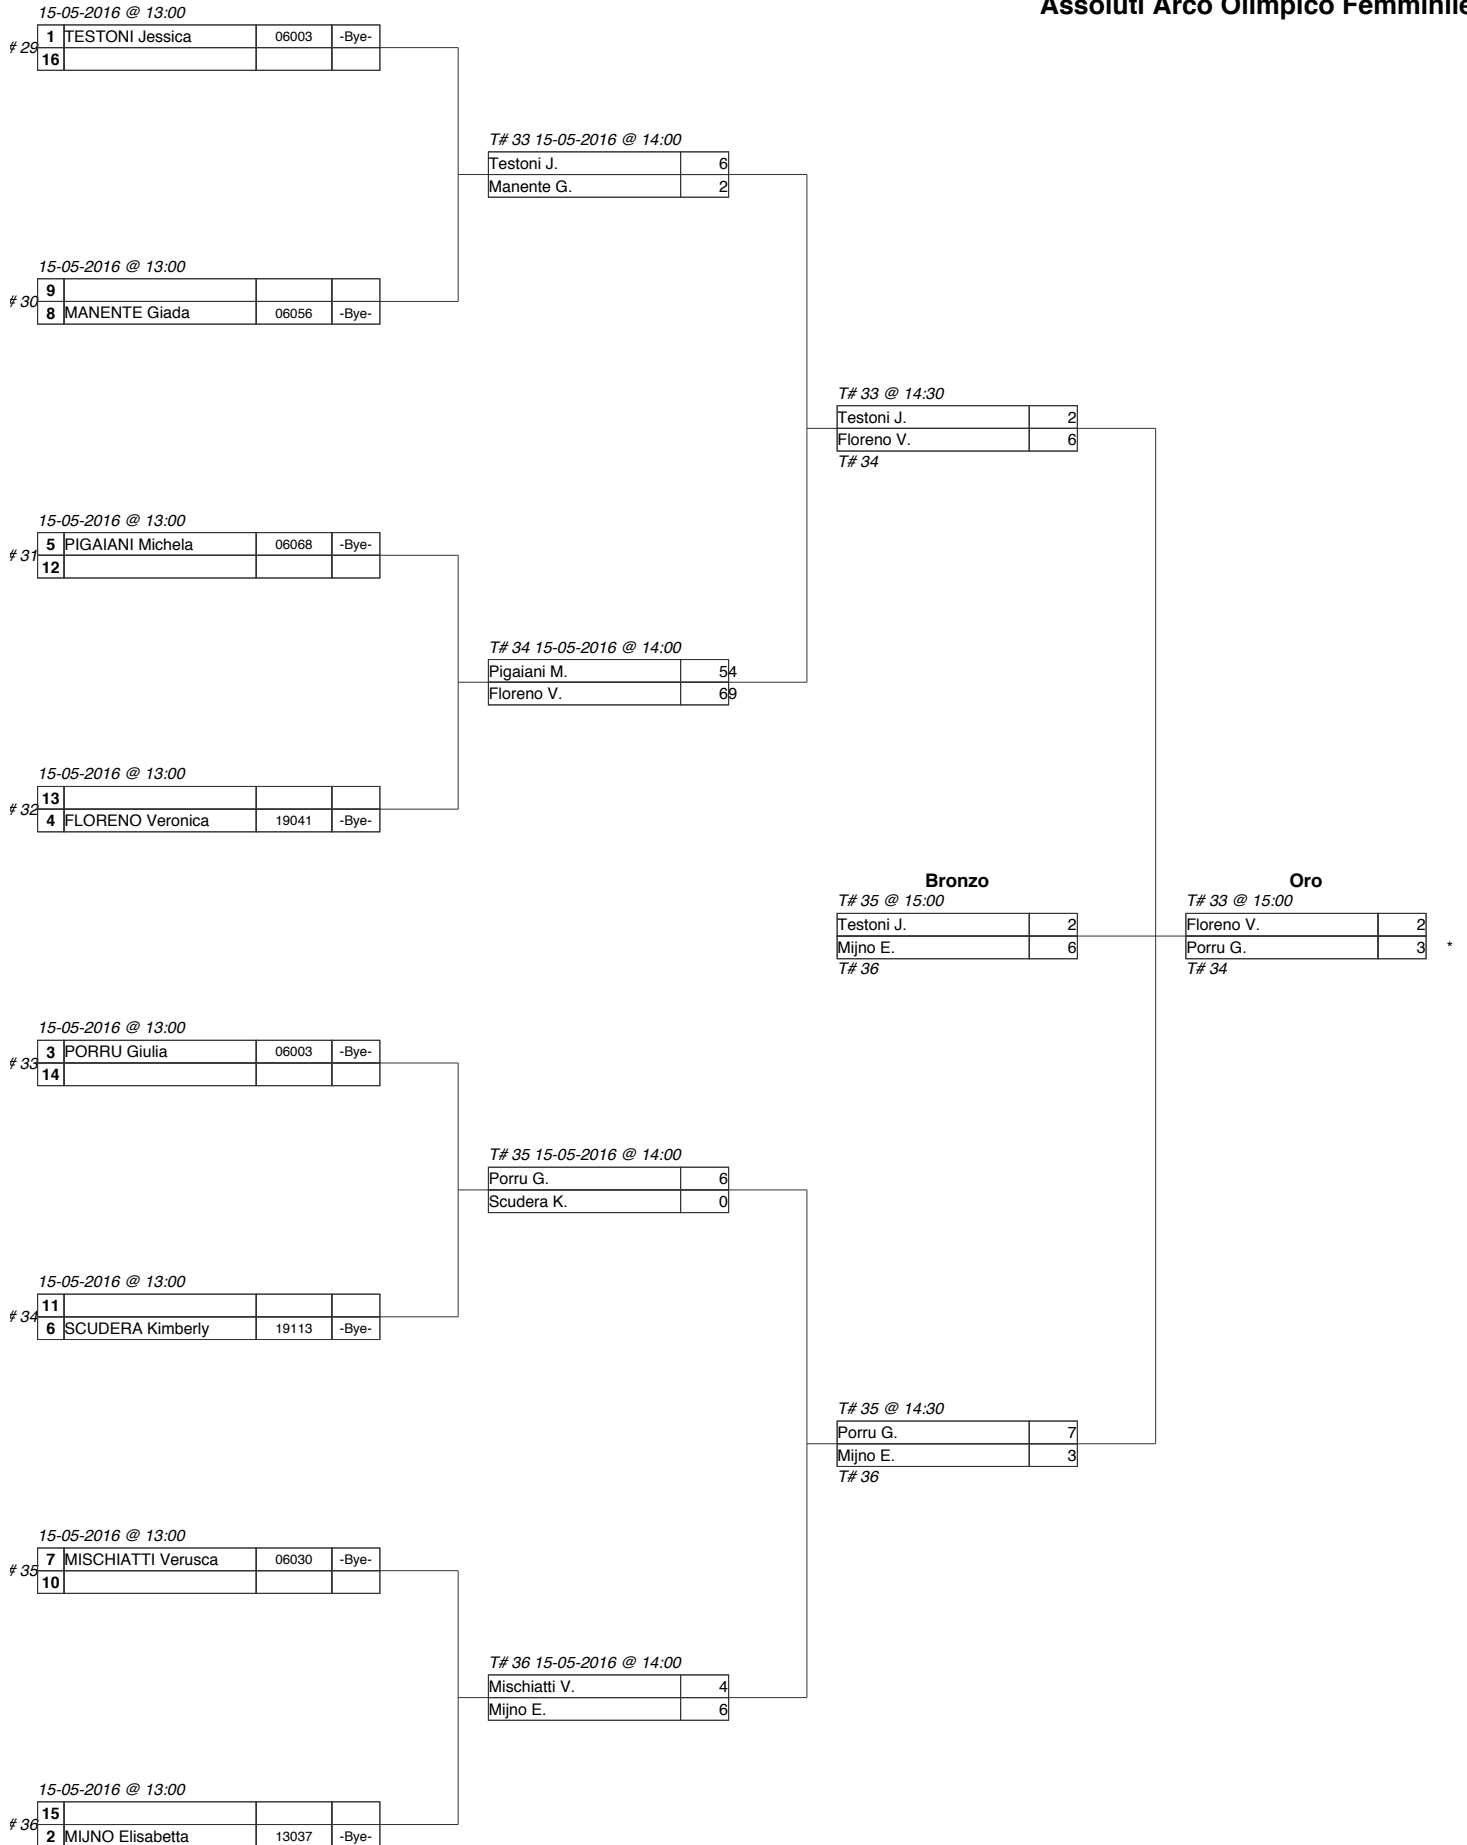 Assoluti Arco Olimpico Femminile
15-05-2016 @ 13:00
# 29 1 TESTONI Jessica 06003 -Bye-
16
T# 33 15-05-2016 @ 14:00
Testoni J. 6
Manente G. 2
15-05-2016 @ 13:00
9
# 30 8 MANENTE Giada 06056 -Bye-
T# 33 @ 14:30
Testoni J. 2
Floreno V. 6
T# 34
15-05-2016 @ 13:00
# 31 5 PIGAIANI Michela 06068 -Bye-
12
T# 34 15-05-2016 @ 14:00
Pigaiani M. 54
Floreno V. 69
15-05-2016 @ 13:00
13
# 32 4 FLORENO Veronica 19041 -Bye-
Bronzo
T# 35 @ 15:00
Testoni J. 2
Mijno E. 6
T# 36
Oro
T# 33 @ 15:00
Floreno V. 2
Porru G. 3 *
T# 34
15-05-2016 @ 13:00
# 33 3 PORRU Giulia 06003 -Bye-
14
T# 35 15-05-2016 @ 14:00
Porru G. 6
Scudera K. 0
15-05-2016 @ 13:00
11
# 34 6 SCUDERA Kimberly 19113 -Bye-
T# 35 @ 14:30
Porru G. 7
Mijno E. 3
T# 36
15-05-2016 @ 13:00
# 35 7 MISCHIATTI Verusca 06030 -Bye-
10
T# 36 15-05-2016 @ 14:00
Mischiatti V. 4
Mijno E. 6
15-05-2016 @ 13:00
15
# 36 2 MIJNO Elisabetta 13037 -Bye-